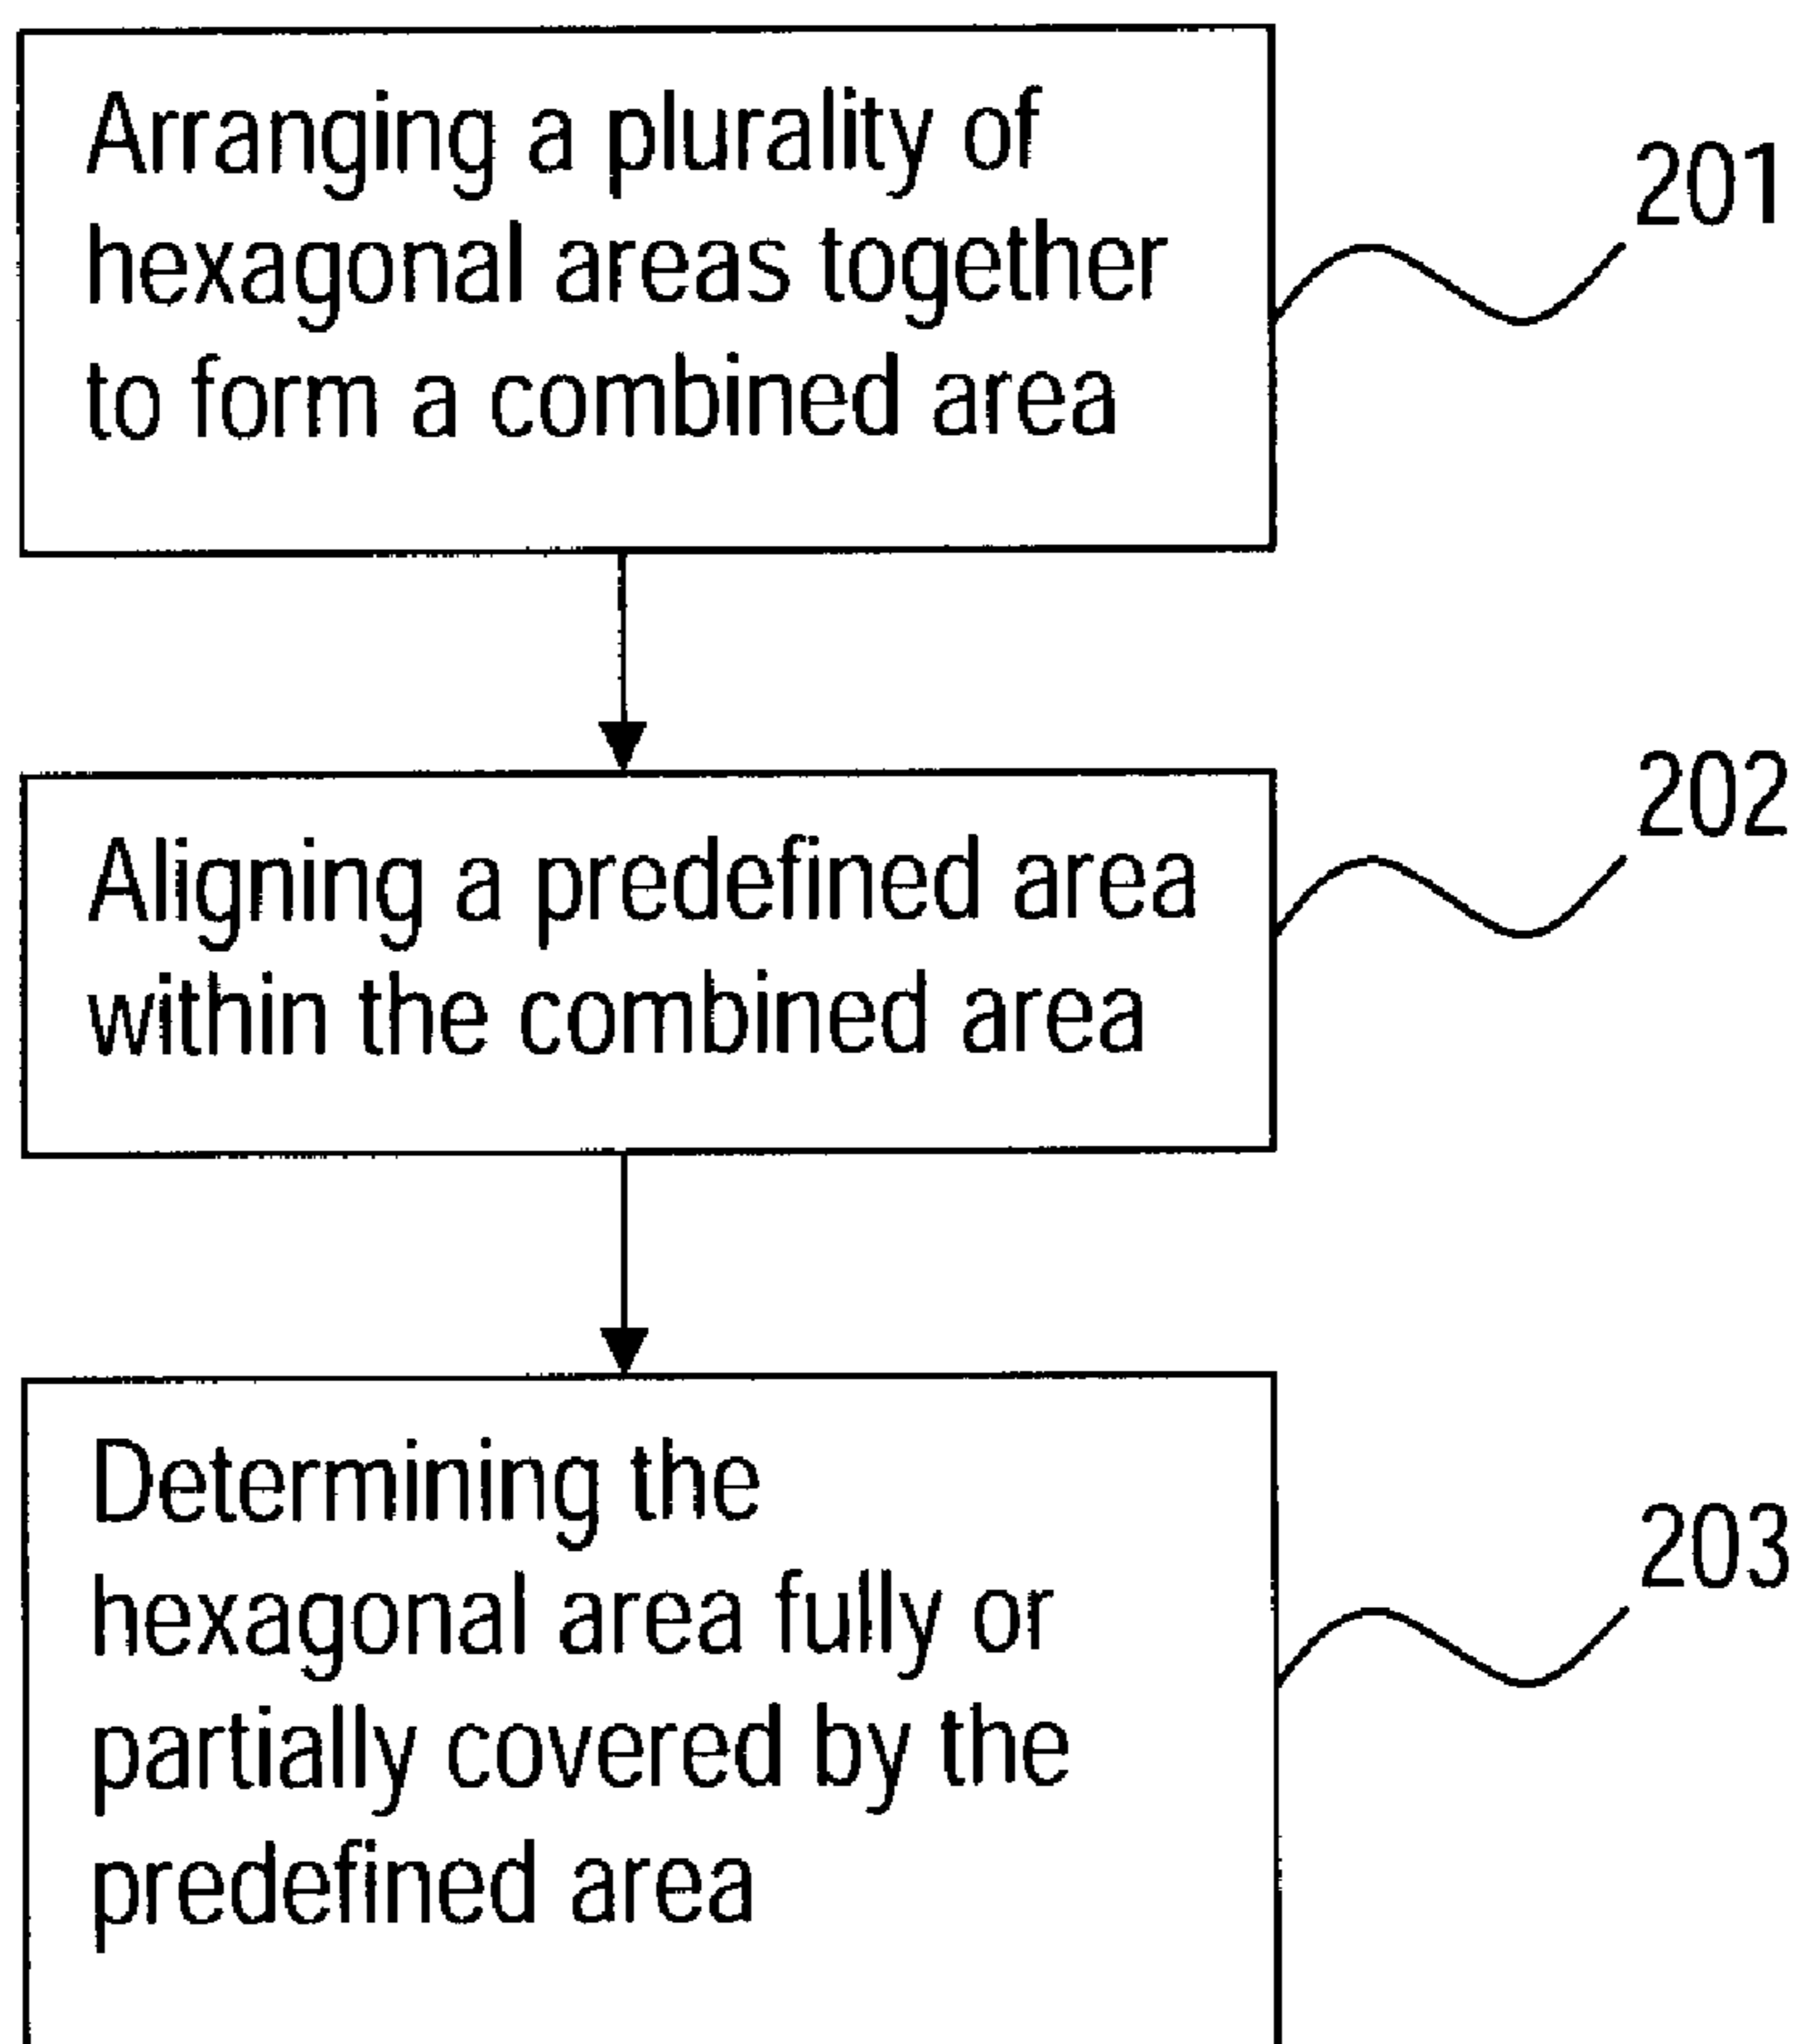 Arranging a plurality of
hexagonal areas together
to form a combined area
201
Aligning a predefined area
within the combined area
202
Determining the
hexagonal area fully or
partially covered by the
predefined area
203